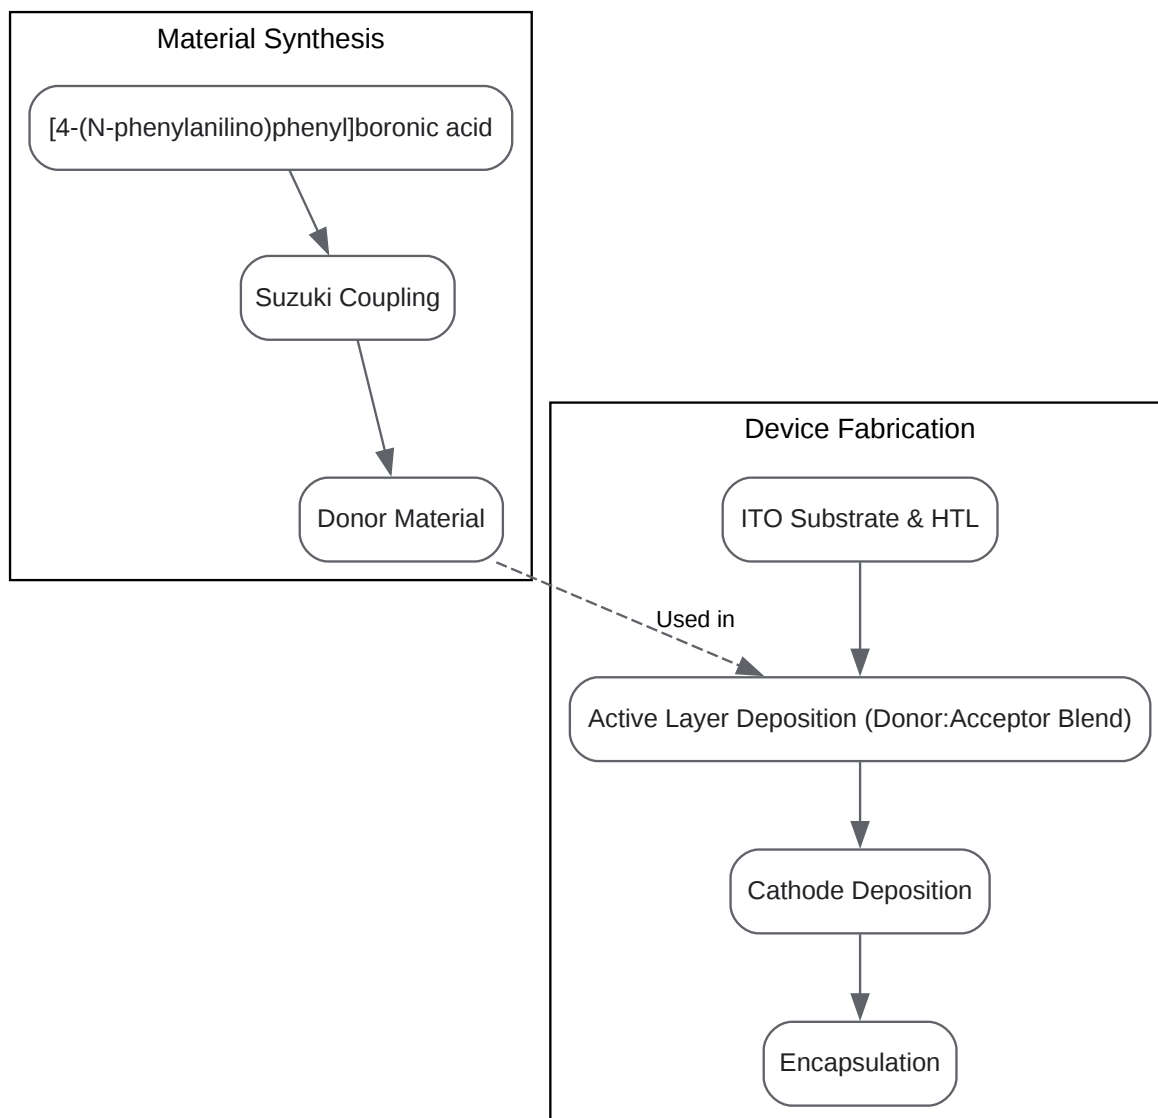 Material Synthesis
[4-(N-phenylanilino)phenyl]boronic acid
Suzuki Coupling
Donor Material
Device Fabrication
ITO Substrate & HTL
Used in
Active Layer Deposition (Donor:Acceptor Blend)
Cathode Deposition
Encapsulation